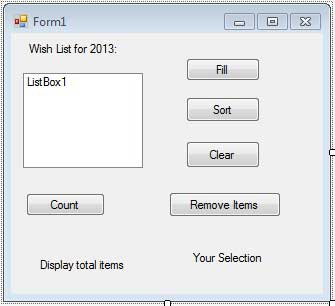 Form1
Wish List for 2013:
ListBox1
Fill
Sort
Clear
Count
Remove Items
Display total items
Your Selection